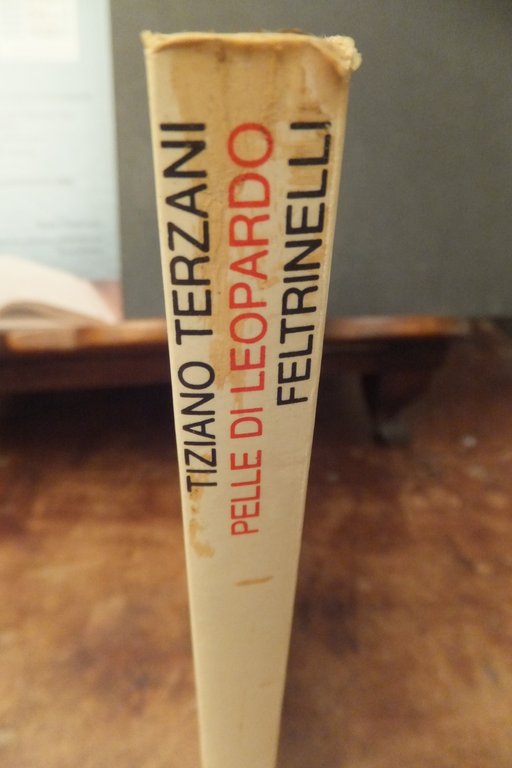 TIZIANO TERZANI
PELLE DI LEOPARDO
FELTRINELLI